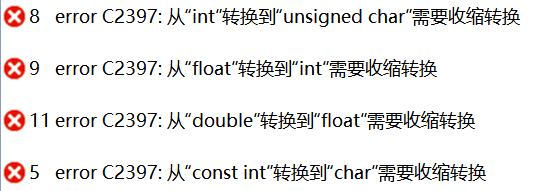 8 error C2397: 从“int”转换到“unsigned char”需要收缩转换
9 error C2397: 从“float”转换到“int”需要收缩转换
11 error C2397: 从“double”转换到“float”需要收缩转换
5 error C2397: 从“const int”转换到“char”需要收缩转换